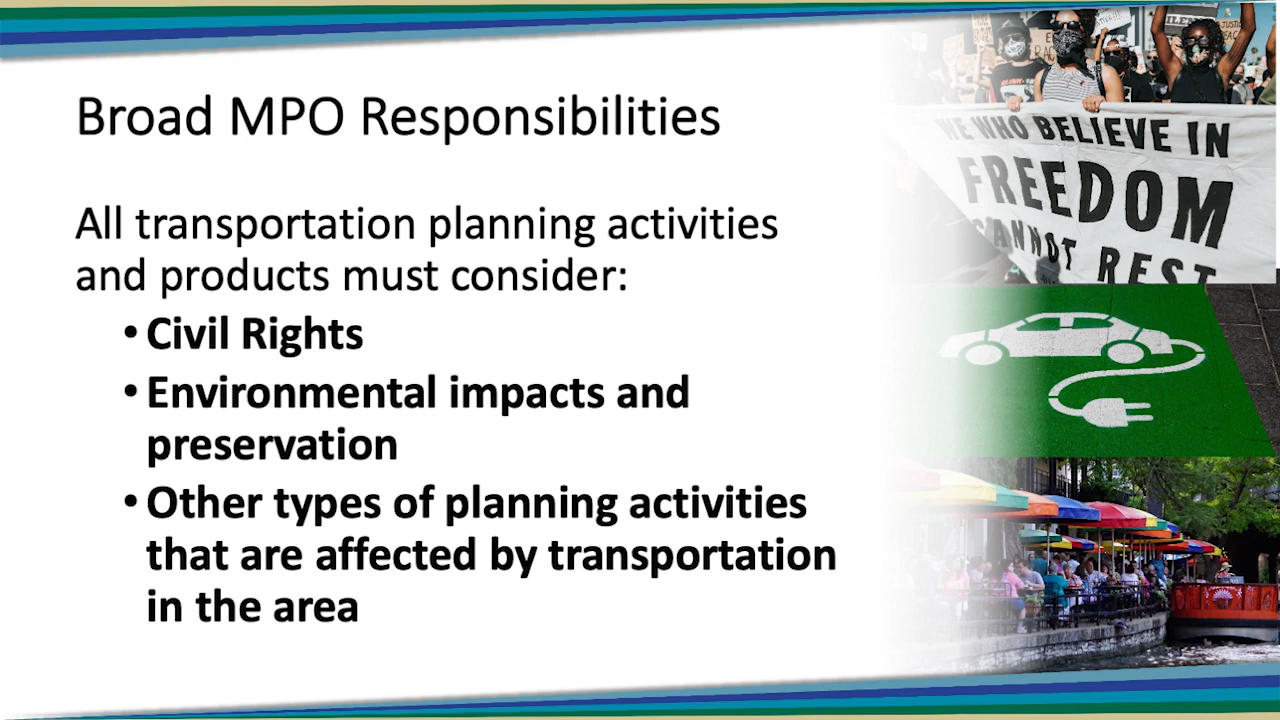 Broad MPO Responsibilities
All transportation planning activities
and products must consider:
• Civil Rights
• Environmental impacts and
preservation
• Other types of planning activities
that are affected by transportation
in the area
WE WHO BELIEVE IN
FREEDOM
CANNOT REST